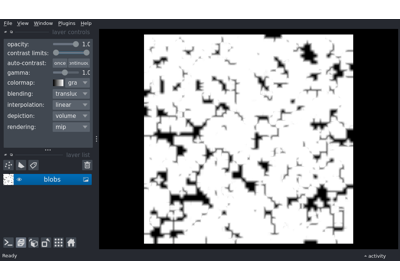 File View Window Plugins Help
layer controls
opacity: 1.0
contrast limits:
auto-contrast: once
gamma: 1.0
colormap: gra
blending: translu
interpolation: linear
depiction: volume
rendering: mip
layer list
blobs
Ready activity